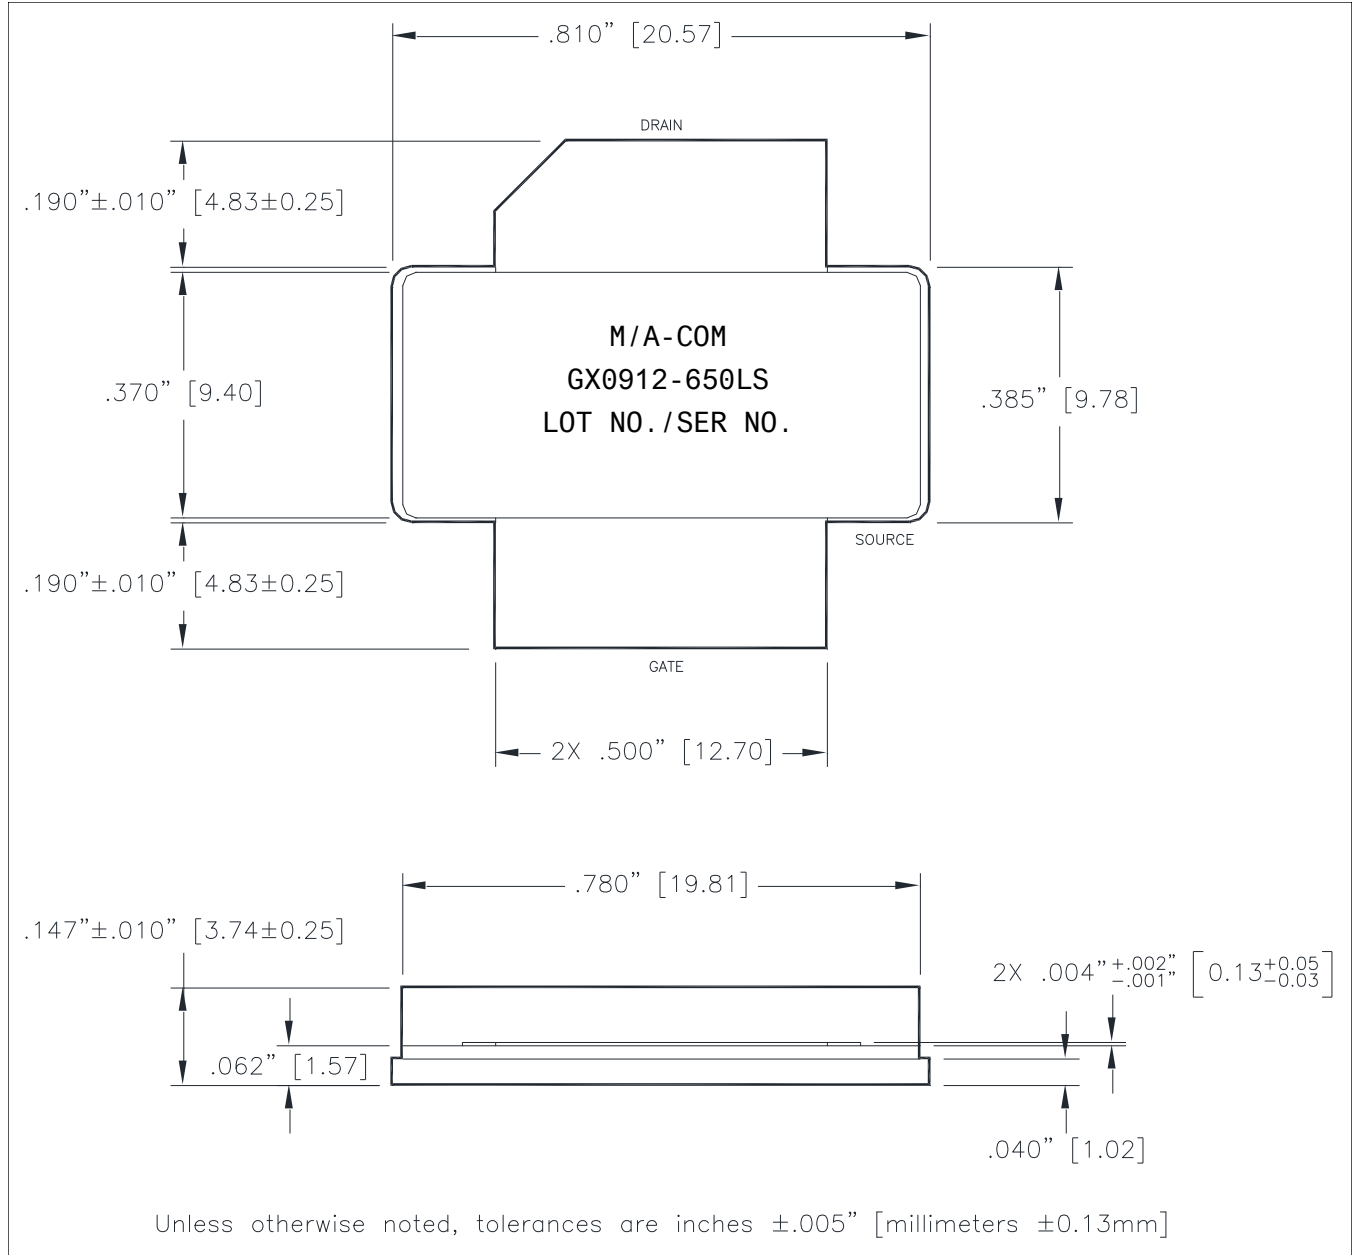 .810" [20.57]
DRAIN
.190"±.010" [4.83±0.25]
M/A-COM
GX0912-650LS
LOT NO./SER NO.
.370" [9.40]
.385" [9.78]
SOURCE
.190"±.010" [4.83±0.25]
GATE
2X .500" [12.70]
.780" [19.81]
.147"±.010" [3.74±0.25]
2X .004" +.002" -.001" [0.13 +0.05 -0.03]
.062" [1.57]
.040" [1.02]
Unless otherwise noted, tolerances are inches ±.005" [millimeters ±0.13mm]